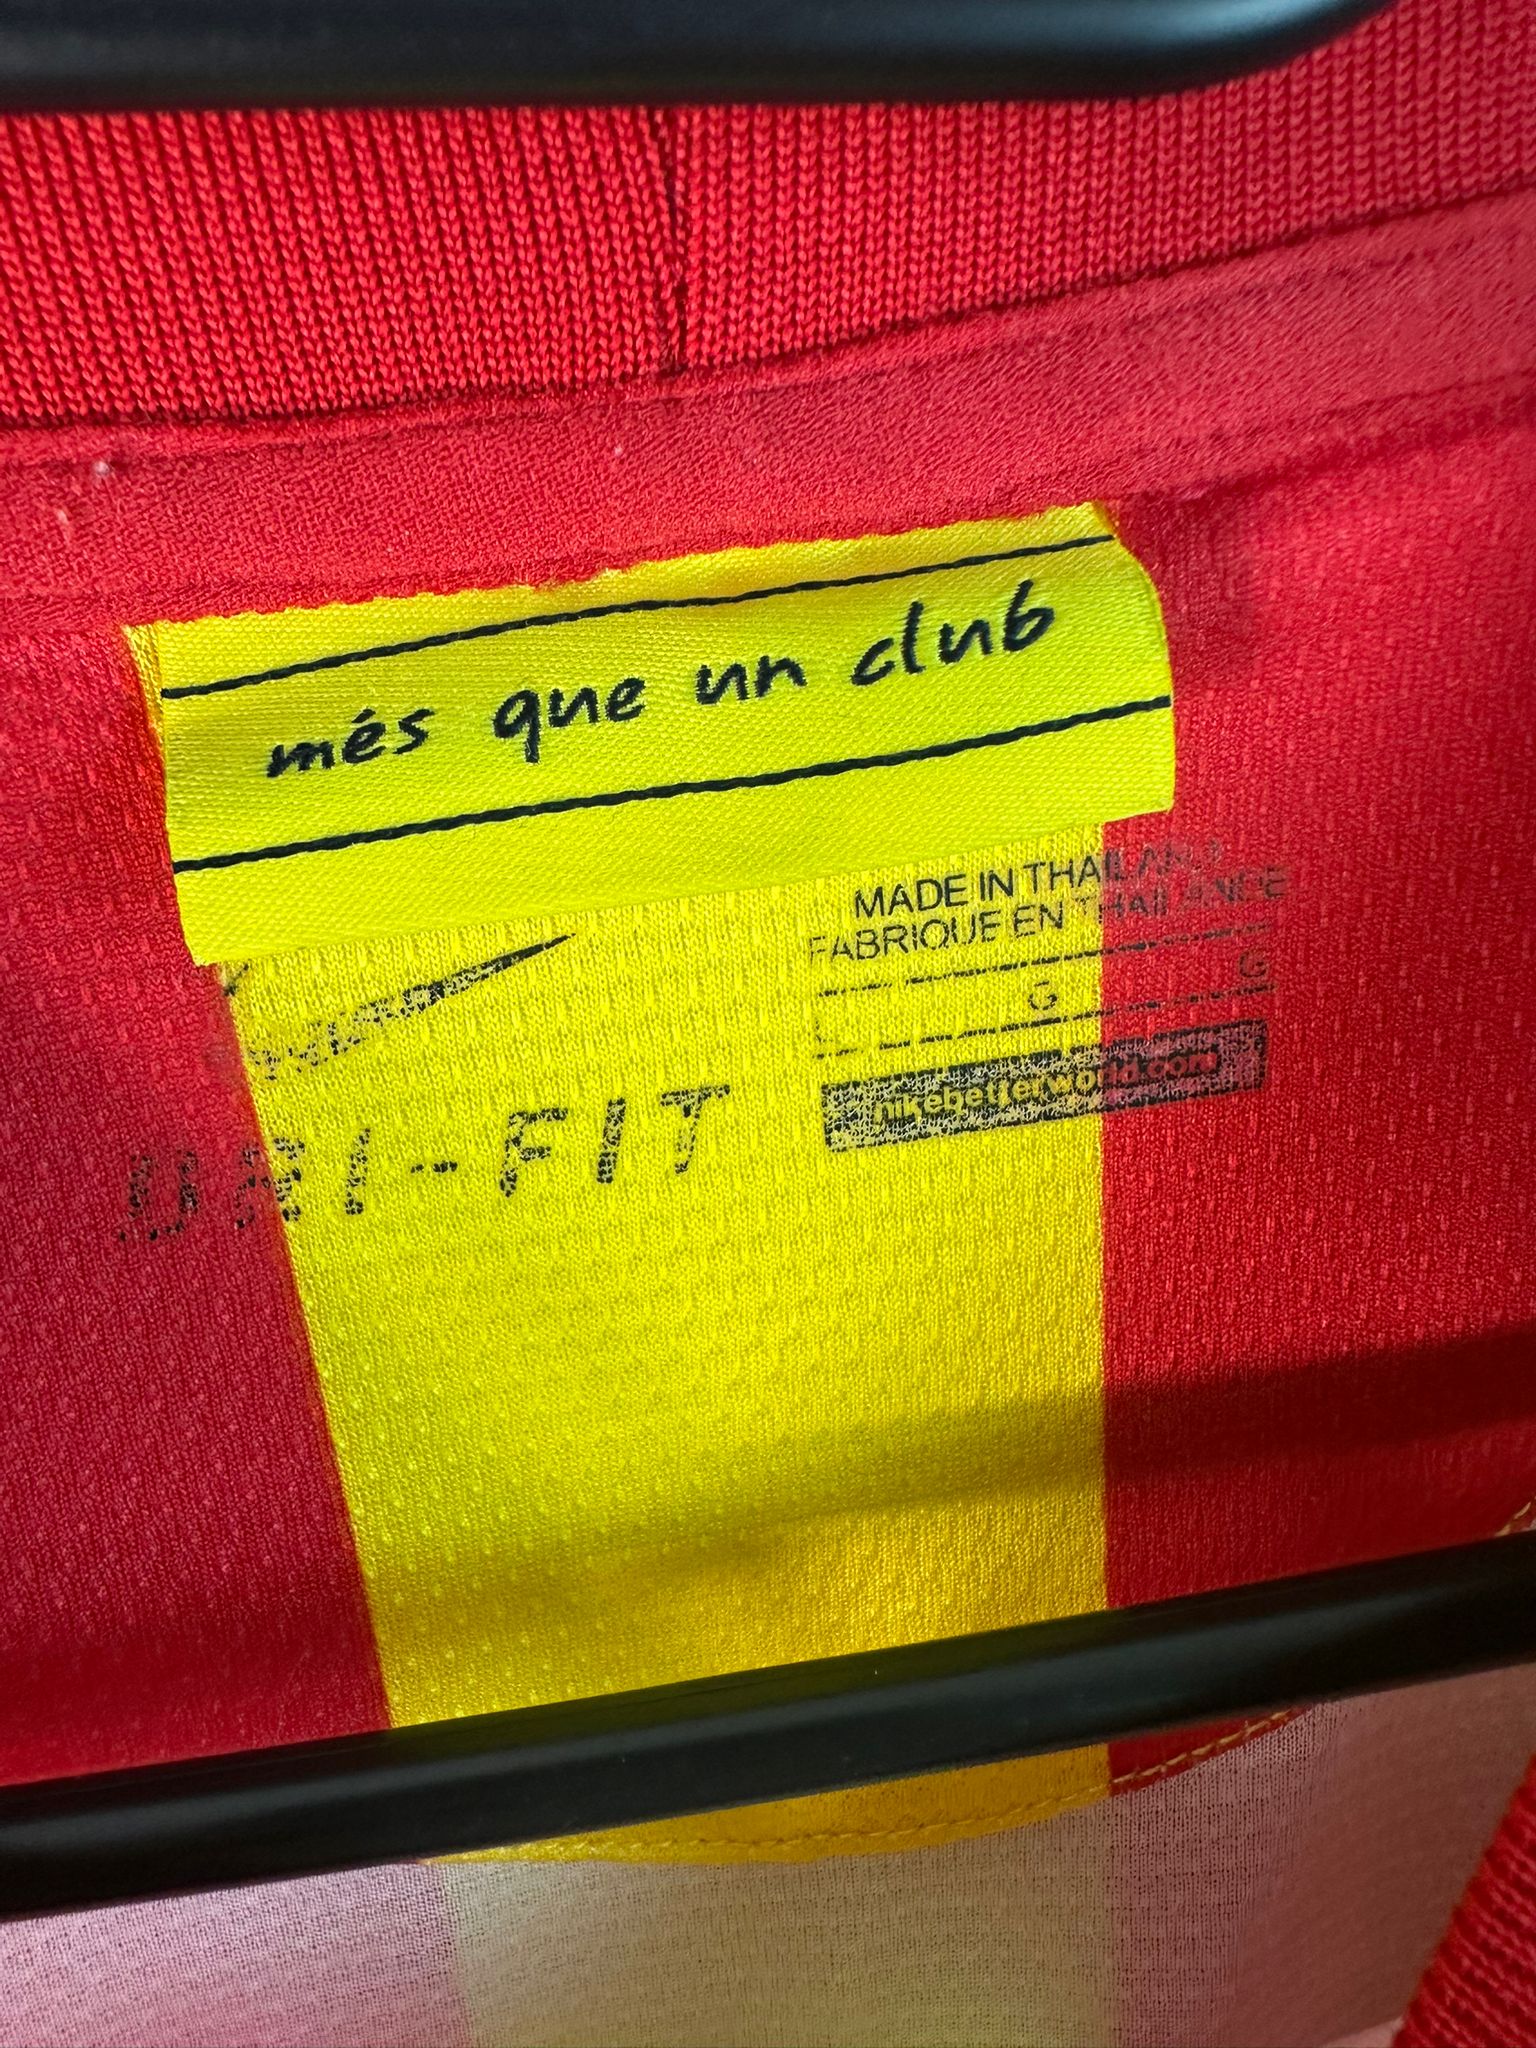 més que un club
MADE IN THAILAND
FABRIQUE EN THAILANDE
G G
L
nikebetterworld.com
DRI-FIT